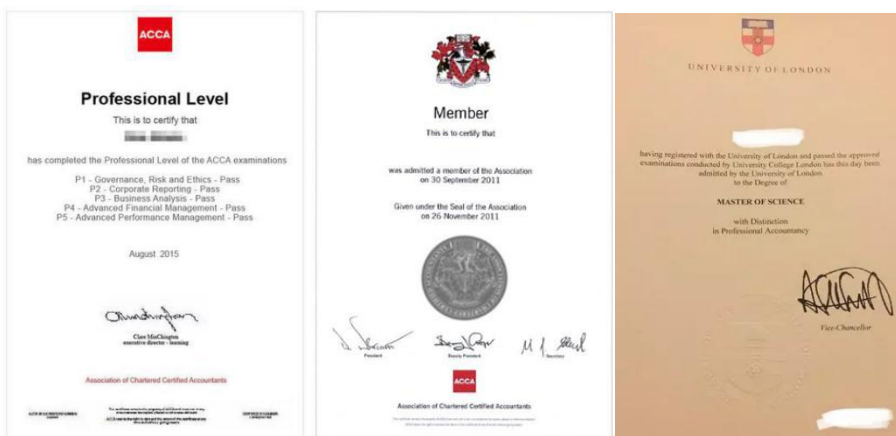 ACCA
Professional Level
This is to certify that
has completed the Professional Level of the ACCA examinations
P1 - Governance, Risk and Ethics - Pass
P2 - Corporate Reporting - Pass
P3 - Business Analysis - Pass
P4 - Advanced Financial Management - Pass
P5 - Advanced Performance Management - Pass
August 2015
executive director - learning
Association of Chartered Certified Accountants
Member
This is to certify that
was admitted a member of the Association
on 30 September 2011
Given under the Seal of the Association
on 26 November 2011
President
Deputy President
Secretary
ACCA
Association of Chartered Certified Accountants
UNIVERSITY OF LONDON
having registered with the University of London and passed the approved
examinations conducted by University College London has this day been
admitted by the University of London
to the Degree of
MASTER OF SCIENCE
with Distinction
in Professional Accountancy
Vice-Chancellor